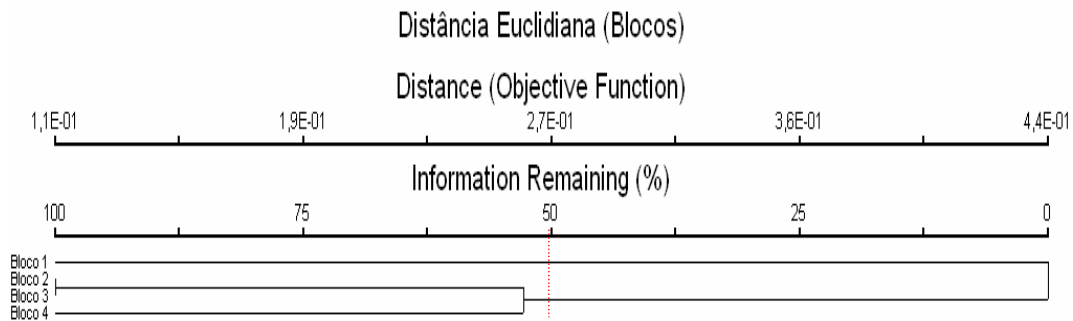 Distância Euclidiana (Blocos)
Distance (Objective Function)
1,1E-01 1,9E-01 2,7E-01 3,6E-01 4,4E-01
Information Remaining (%)
100 75 50 25 0
Bloco 1
Bloco 2
Bloco 3
Bloco 4